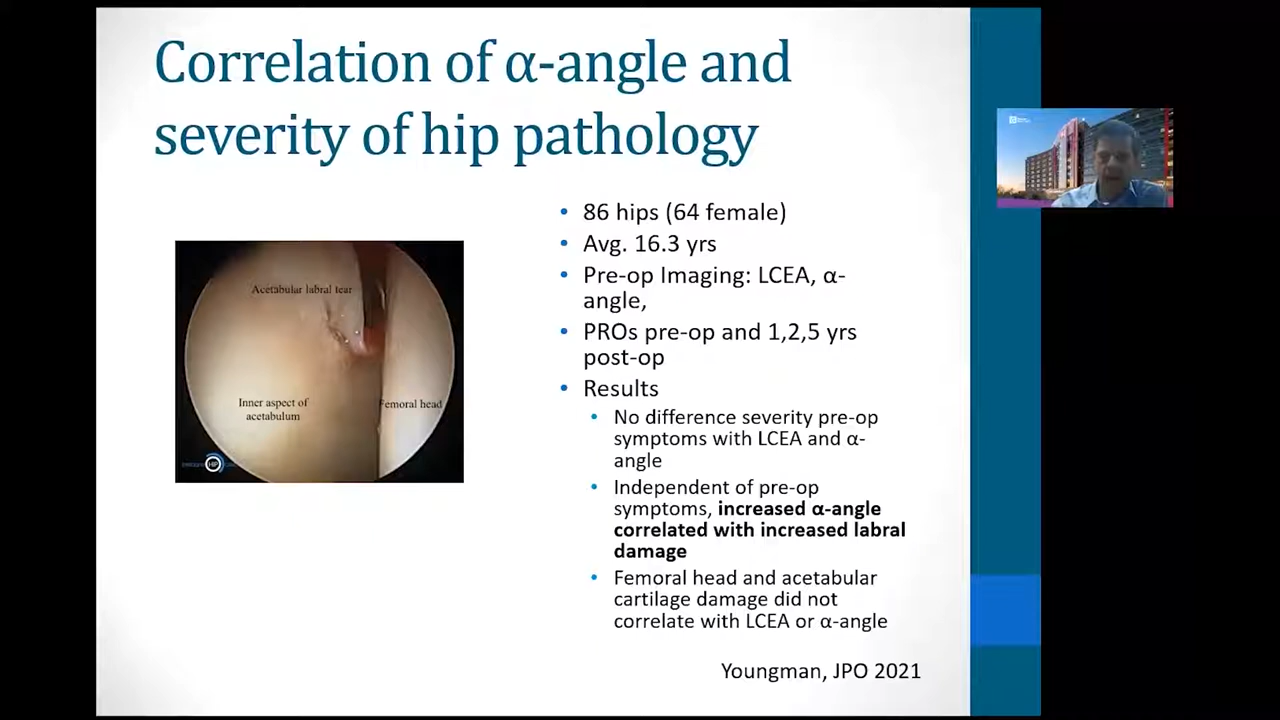 Correlation of α-angle and
severity of hip pathology
Acetabular labral tear
Inner aspect of
acetabulum
Femoral head
HIP
• 86 hips (64 female)
• Avg. 16.3 yrs
• Pre-op Imaging: LCEA, α-
angle,
• PROs pre-op and 1,2,5 yrs
post-op
• Results
• No difference severity pre-op
symptoms with LCEA and α-
angle
• Independent of pre-op
symptoms, increased α-angle
correlated with increased labral
damage
• Femoral head and acetabular
cartilage damage did not
correlate with LCEA or α-angle
Youngman, JPO 2021